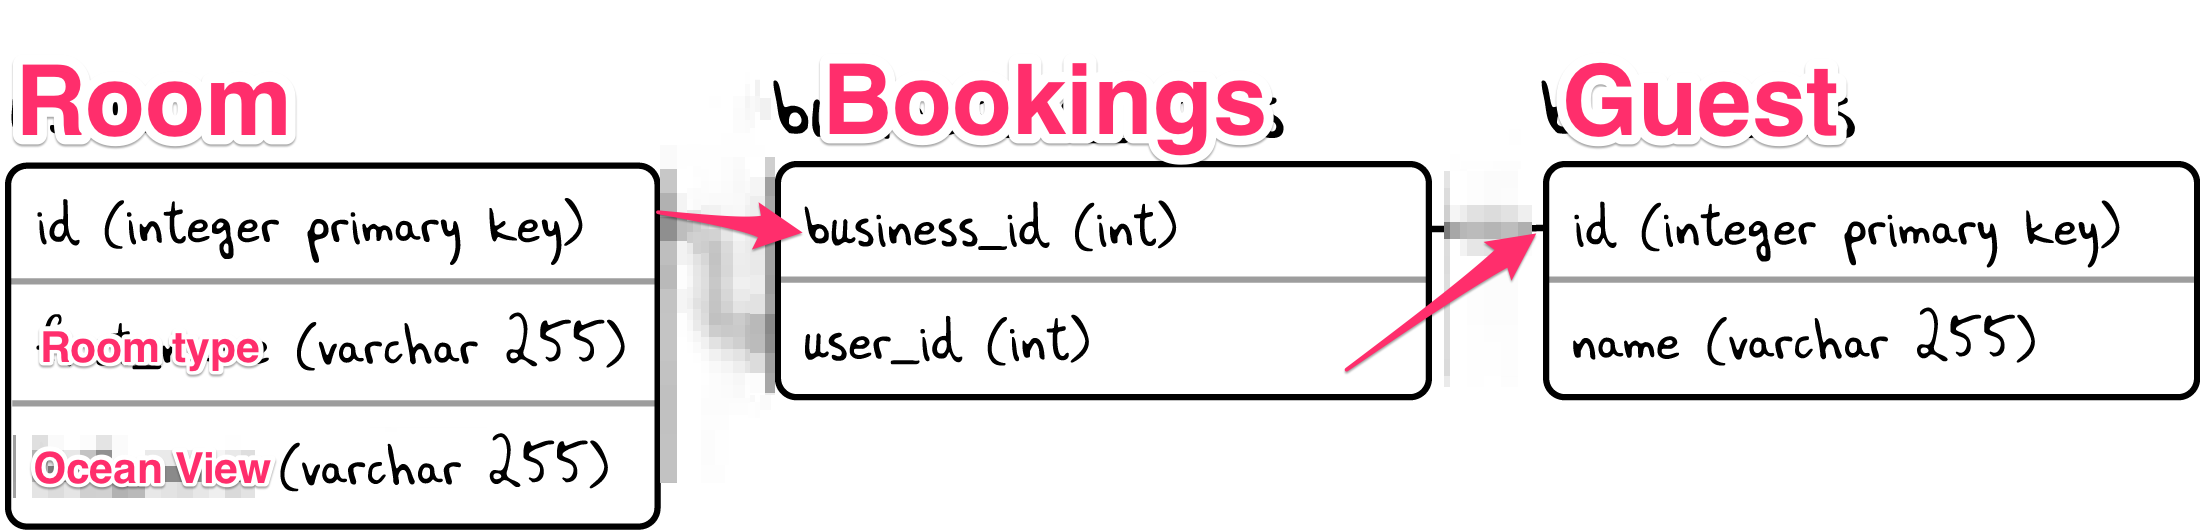 Room
Bookings
Guest
id (integer primary key)
Room type (varchar 255)
Ocean View (varchar 255)
business_id (int)
user_id (int)
id (integer primary key)
name (varchar 255)